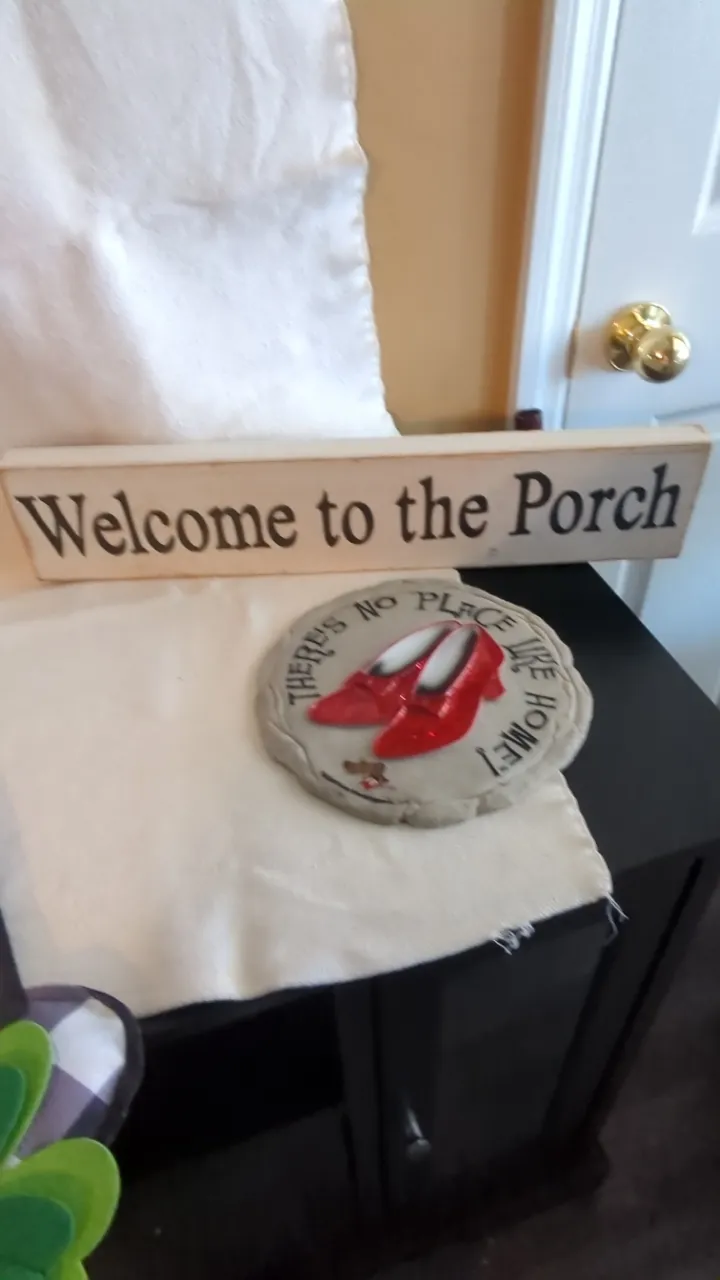 Welcome to the Porch
THERE'S NO PLACE LIKE HOME!